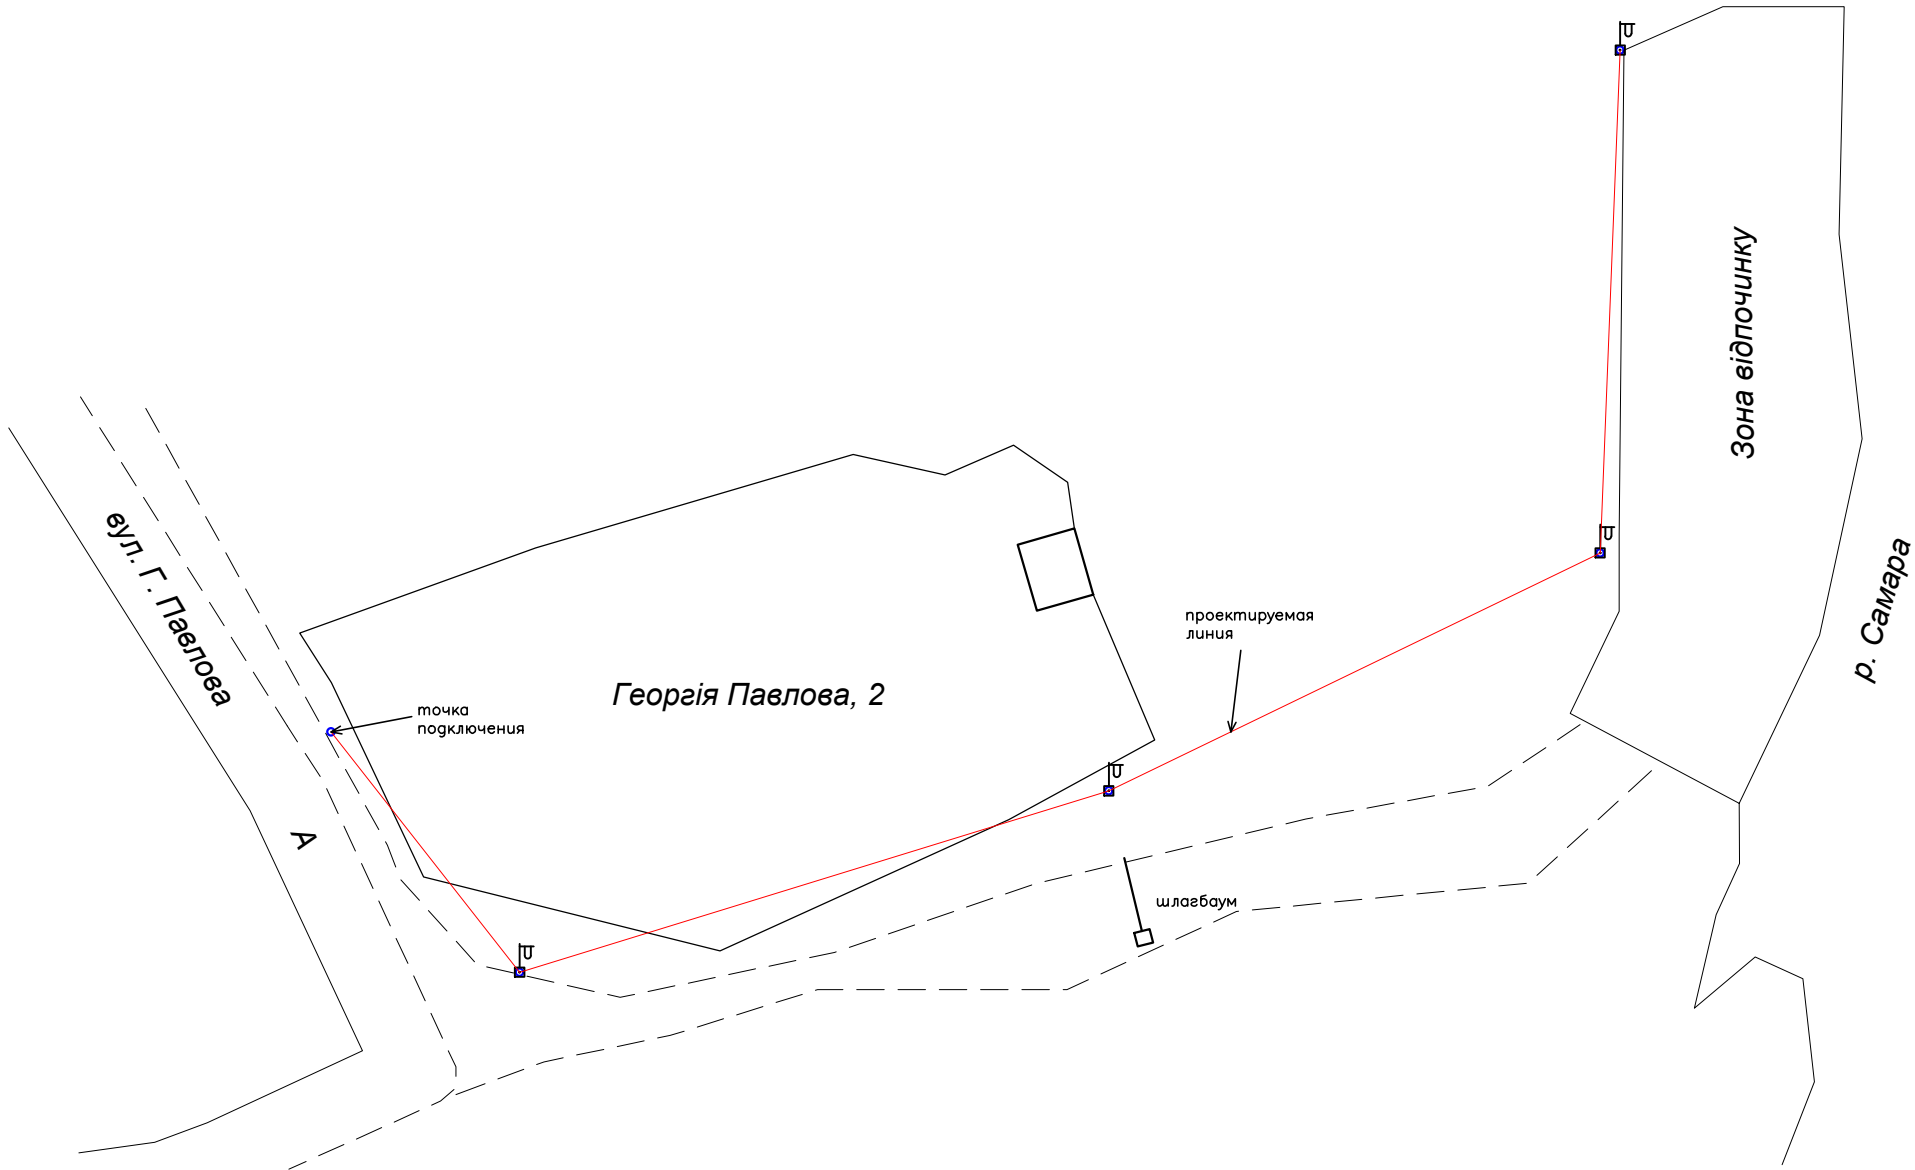 Зона відпочинку
вул. Г. Павлова
р. Самара
проектируемая
линия
Георгія Павлова, 2
точка
подключения
А
шлагбаум